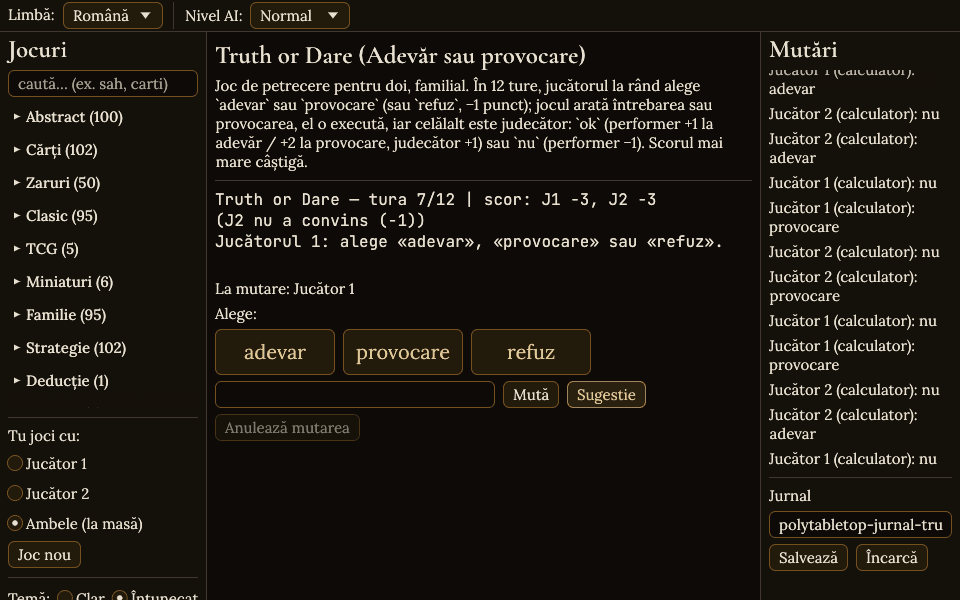 Limbă: Română ▼ Nivel AI: Normal ▼
Jocuri
caută... (ex. sah, carti)
▸ Abstract (100)
▸ Cărți (102)
▸ Zaruri (50)
▸ Clasic (95)
▸ TCG (5)
▸ Miniaturi (6)
▸ Familie (95)
▸ Strategie (102)
▸ Deducție (1)
Tu joci cu:
Jucător 1
Jucător 2
Ambele (la masă)
Joc nou
Temă: Clar Întunecat
Truth or Dare (Adevăr sau provocare)
Joc de petrecere pentru doi, familial. În 12 ture, jucătorul la rând alege
`adevar` sau `provocare` (sau `refuz`, −1 punct); jocul arată întrebarea sau
provocarea, el o execută, iar celălalt este judecător: `ok` (performer +1 la
adevăr / +2 la provocare, judecător +1) sau `nu` (performer −1). Scorul mai
mare câștigă.
Truth or Dare — tura 7/12 | scor: J1 -3, J2 -3
(J2 nu a convins (-1))
Jucătorul 1: alege «adevar», «provocare» sau «refuz».
La mutare: Jucător 1
Alege:
adevar provocare refuz
Mută Sugestie
Anulează mutarea
Mutări
Jucător 1 (calculator):
adevar
Jucător 2 (calculator): nu
Jucător 2 (calculator):
adevar
Jucător 1 (calculator): nu
Jucător 1 (calculator):
provocare
Jucător 2 (calculator): nu
Jucător 2 (calculator):
provocare
Jucător 1 (calculator): nu
Jucător 1 (calculator):
provocare
Jucător 2 (calculator): nu
Jucător 2 (calculator):
adevar
Jucător 1 (calculator): nu
Jurnal
polytabletop-jurnal-tru
Salvează Încarcă